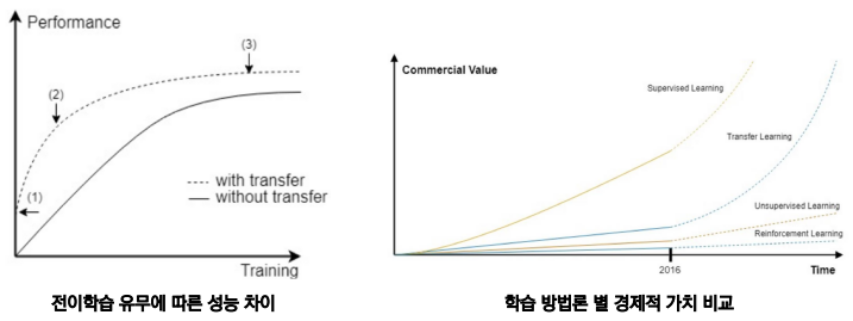 Performance
(3)
(2)
(1)
with transfer
without transfer
Training
전이학습 유무에 따른 성능 차이
Commercial Value
Supervised Learning
Transfer Learning
Unsupervised Learning
Reinforcement Learning
2016
Time
학습 방법론 별 경제적 가치 비교